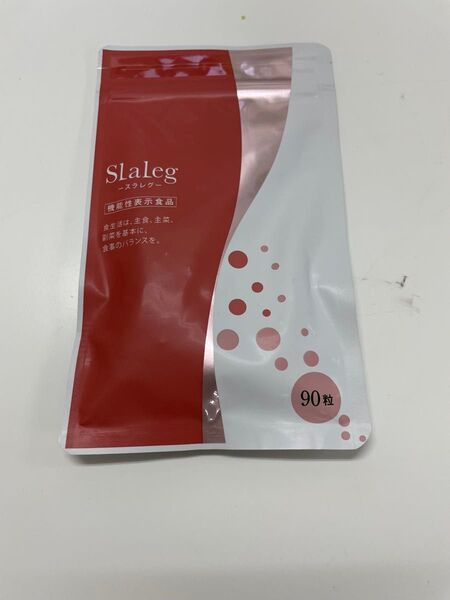 Slaleg
ースラレグー
機能性表示食品
食生活は、主食、主菜、
副菜を基本に、
食事のバランスを。
90粒